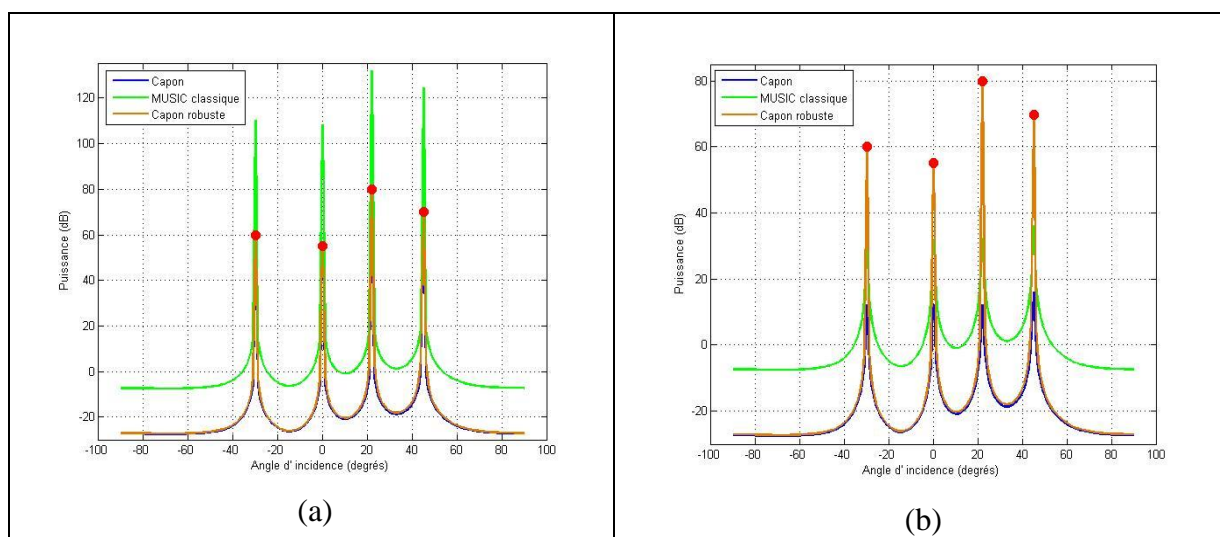 Capon
MUSIC classique
Capon robuste
Puissance (dB)
120
100
80
60
40
20
0
-20
-100 -80 -60 -40 -20 0 20 40 60 80 100
Angle d' incidence (degrés)
(a)
Capon
MUSIC classique
Capon robuste
Puissance (dB)
80
60
40
20
0
-20
-100 -80 -60 -40 -20 0 20 40 60 80 100
Angle d' incidence (degrés)
(b)